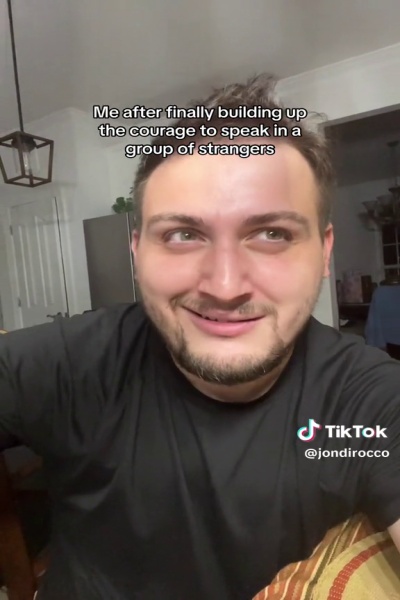 Me after finally building up
the courage to speak in a
group of strangers
TikTok
@jondirocco